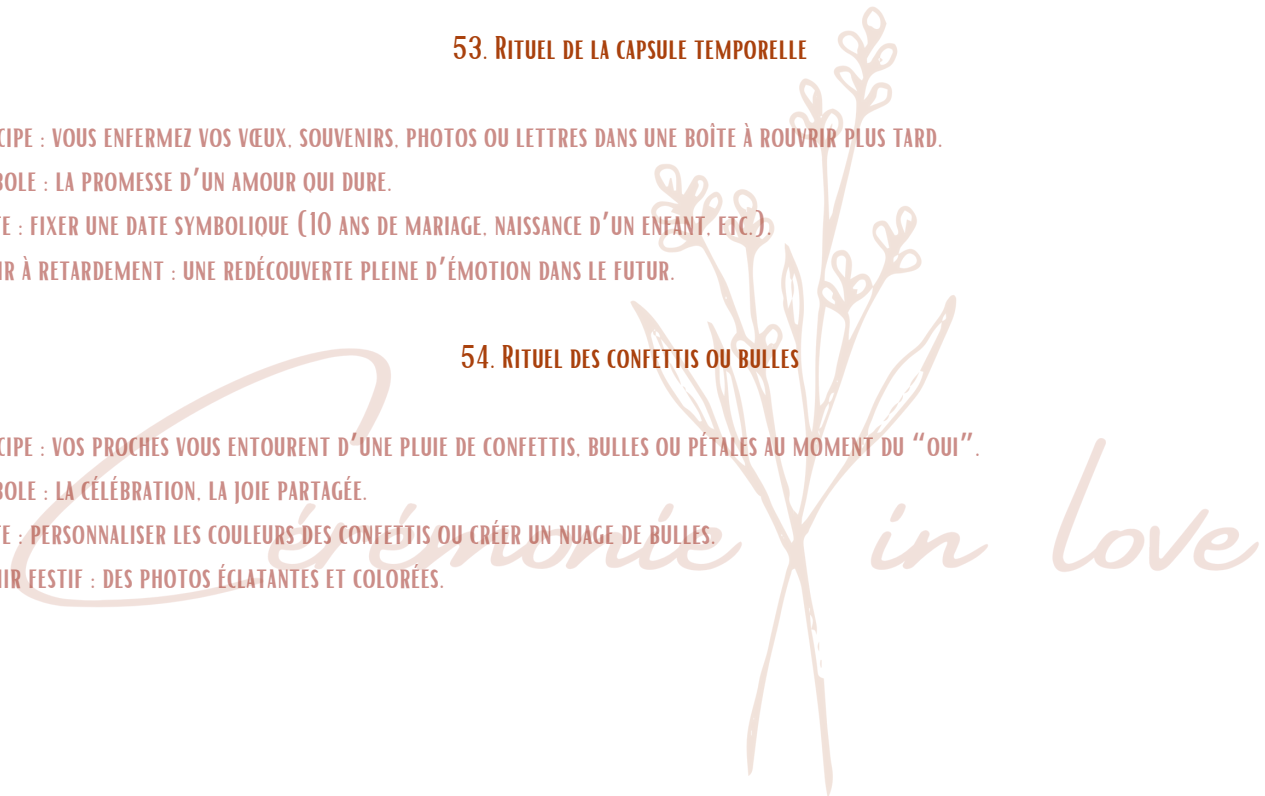 53. Rituel de la capsule temporelle
cipe : vous enfermez vos vœux, souvenirs, photos ou lettres dans une boîte à rouvrir plus tard.
bole : la promesse d’un amour qui dure.
te : fixer une date symbolique (10 ans de mariage, naissance d’un enfant, etc.).
ir à retardement : une redécouverte pleine d’émotion dans le futur.
54. Rituel des confettis ou bulles
cipe : vos proches vous entourent d’une pluie de confettis, bulles ou pétales au moment du “oui”.
bole : la célébration, la joie partagée.
te : personnaliser les couleurs des confettis ou créer un nuage de bulles.
ir festif : des photos éclatantes et colorées.
Cérémonie in love